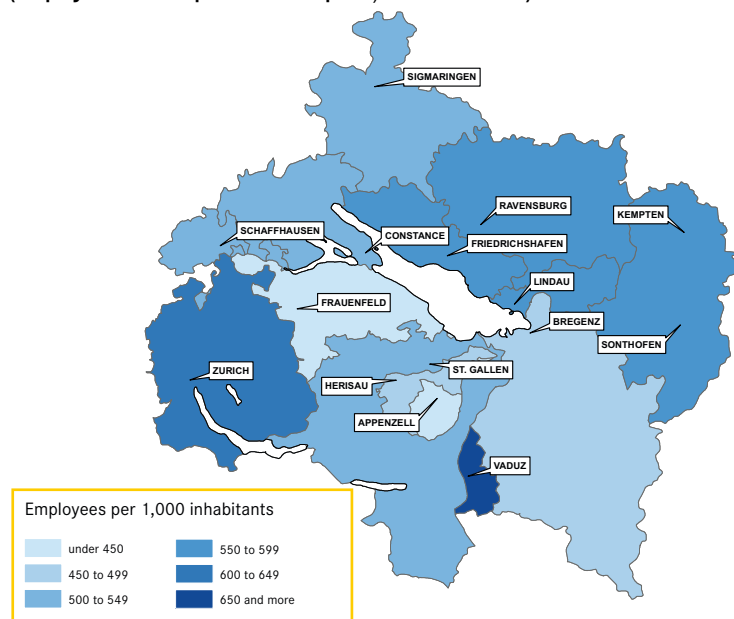 SIGMARINGEN
RAVENSBURG
KEMPTEN
SCHAFFHAUSEN
CONSTANCE
FRIEDRICHSHAFEN
LINDAU
FRAUENFELD
BREGENZ
SONTHOFEN
ZURICH
ST. GALLEN
HERISAU
APPENZELL
VADUZ
Employees per 1,000 inhabitants
under 450
550 to 599
450 to 499
600 to 649
500 to 549
650 and more